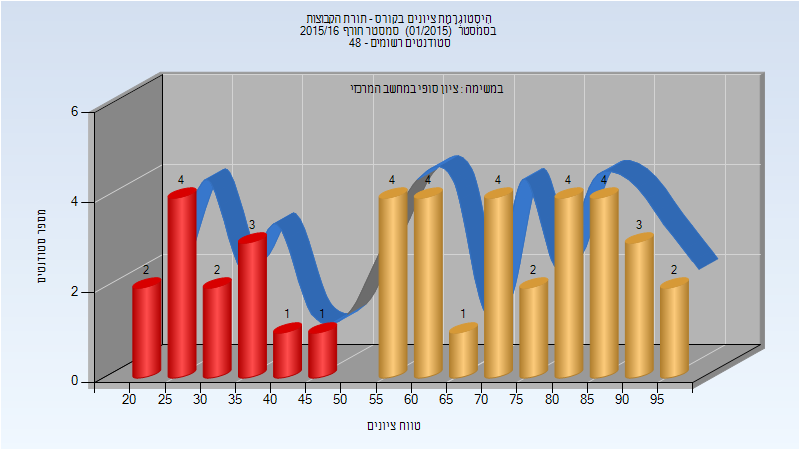 היסטוגרמת ציונים בקורס - תורת הקבוצות
בסמסטר (01/2015) סמסטר חורף 2015/16
סטודנטים רשומים - 48
במשימה : ציון סופי במחשב המרכזי
מספר סטודנטים
6
4
2
0
2
4
2
3
1
1
4
4
1
4
2
4
4
3
2
20 25 30 35 40 45 50 55 60 65 70 75 80 85 90 95
טווח ציונים